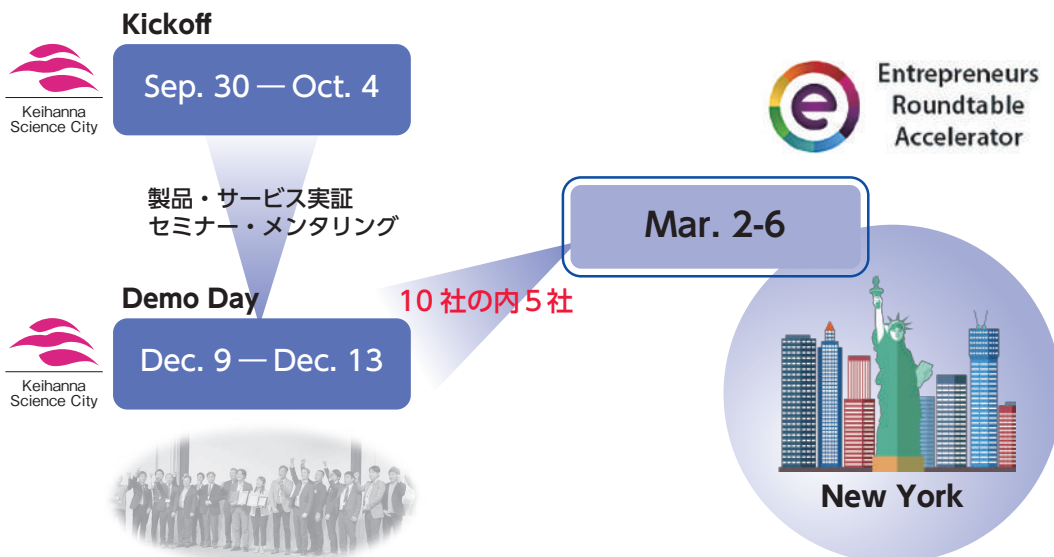 Kickoff
Keihanna
Science City
Sep. 30 — Oct. 4
製品・サービス実証
セミナー・メンタリング
Demo Day
Keihanna
Science City
Dec. 9 — Dec. 13
10 社の内 5 社
e
Entrepreneurs
Roundtable
Accelerator
Mar. 2-6
New York